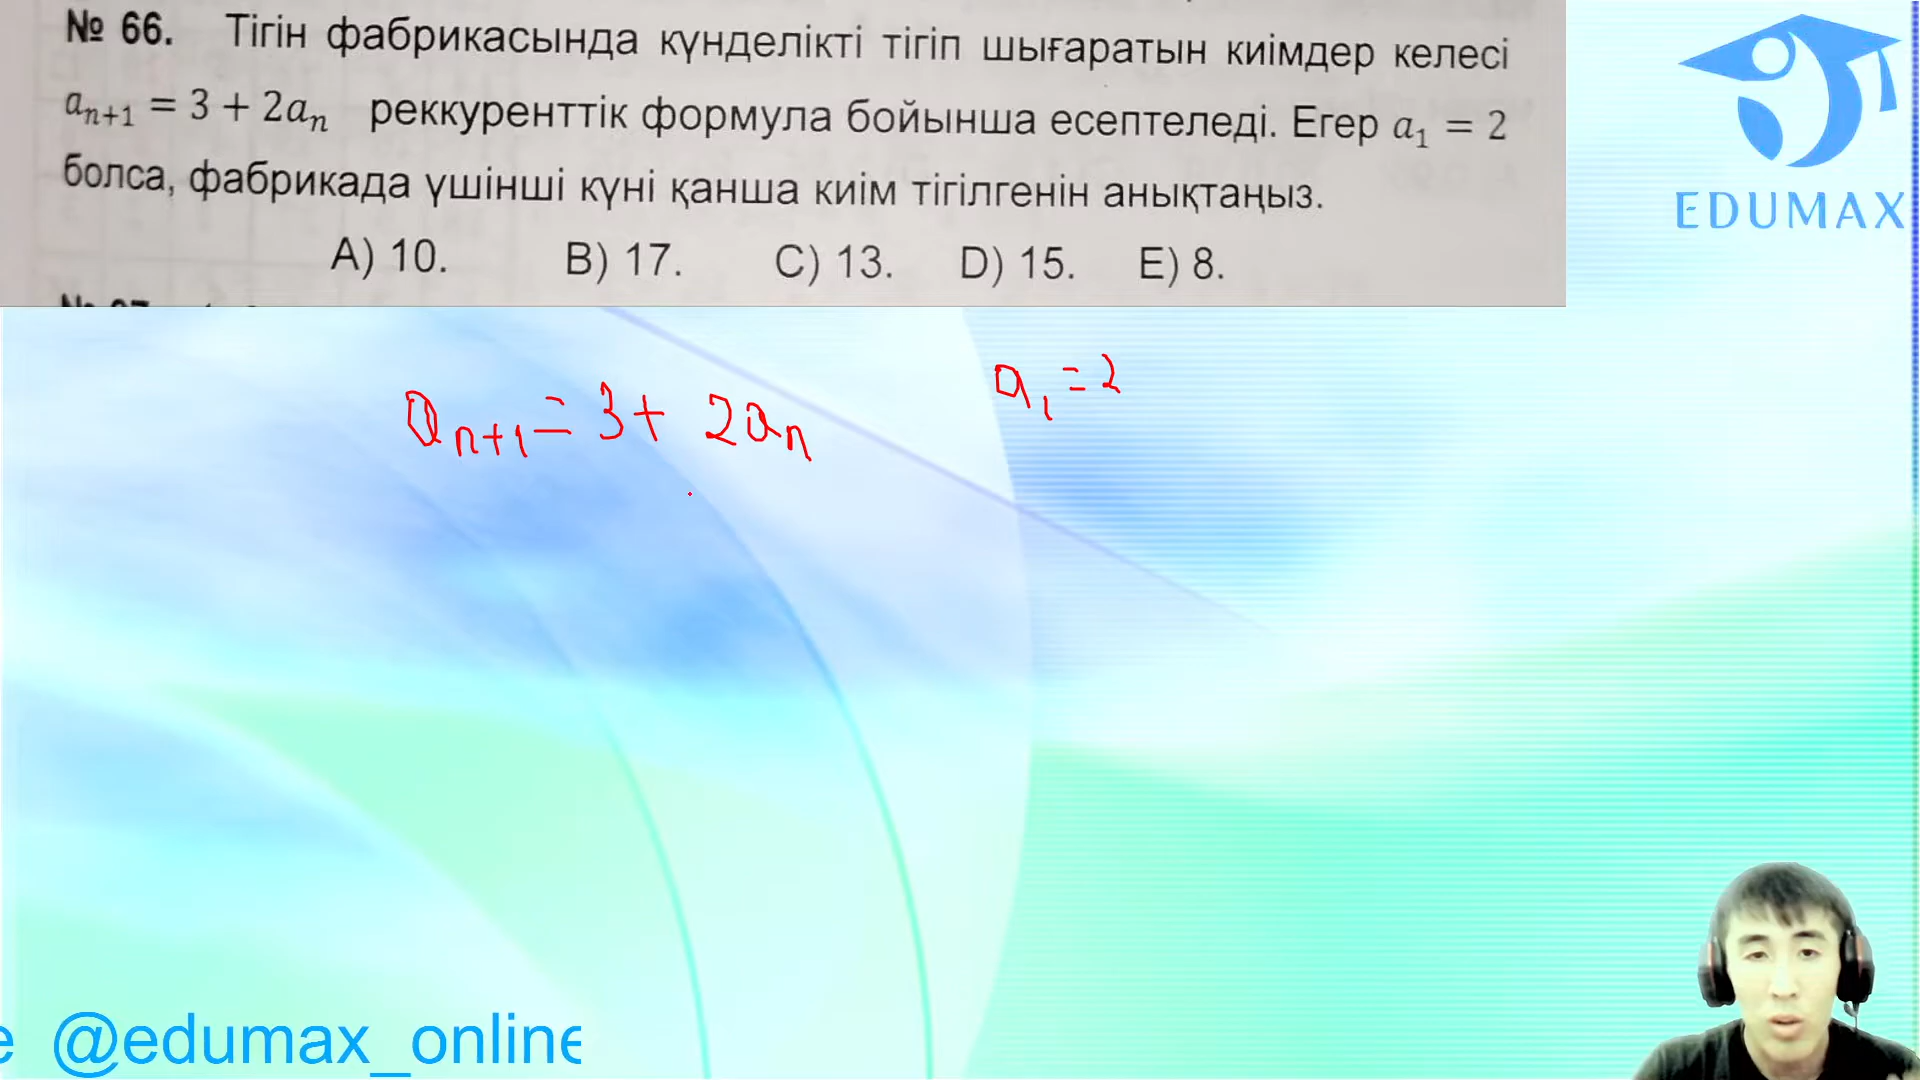 № 66. Тігін фабрикасында күнделікті тігіп шығаратын киімдер келесі
aₙ₊₁ = 3 + 2aₙ реккуренттік формула бойынша есептеледі. Егер a₁ = 2
болса, фабрикада үшінші күні қанша киім тігілгенін анықтаңыз.
A) 10. B) 17. C) 13. D) 15. E) 8.
EDUMAX
a₁ = 2
aₙ₊₁ = 3 + 2aₙ
e @edumax_online